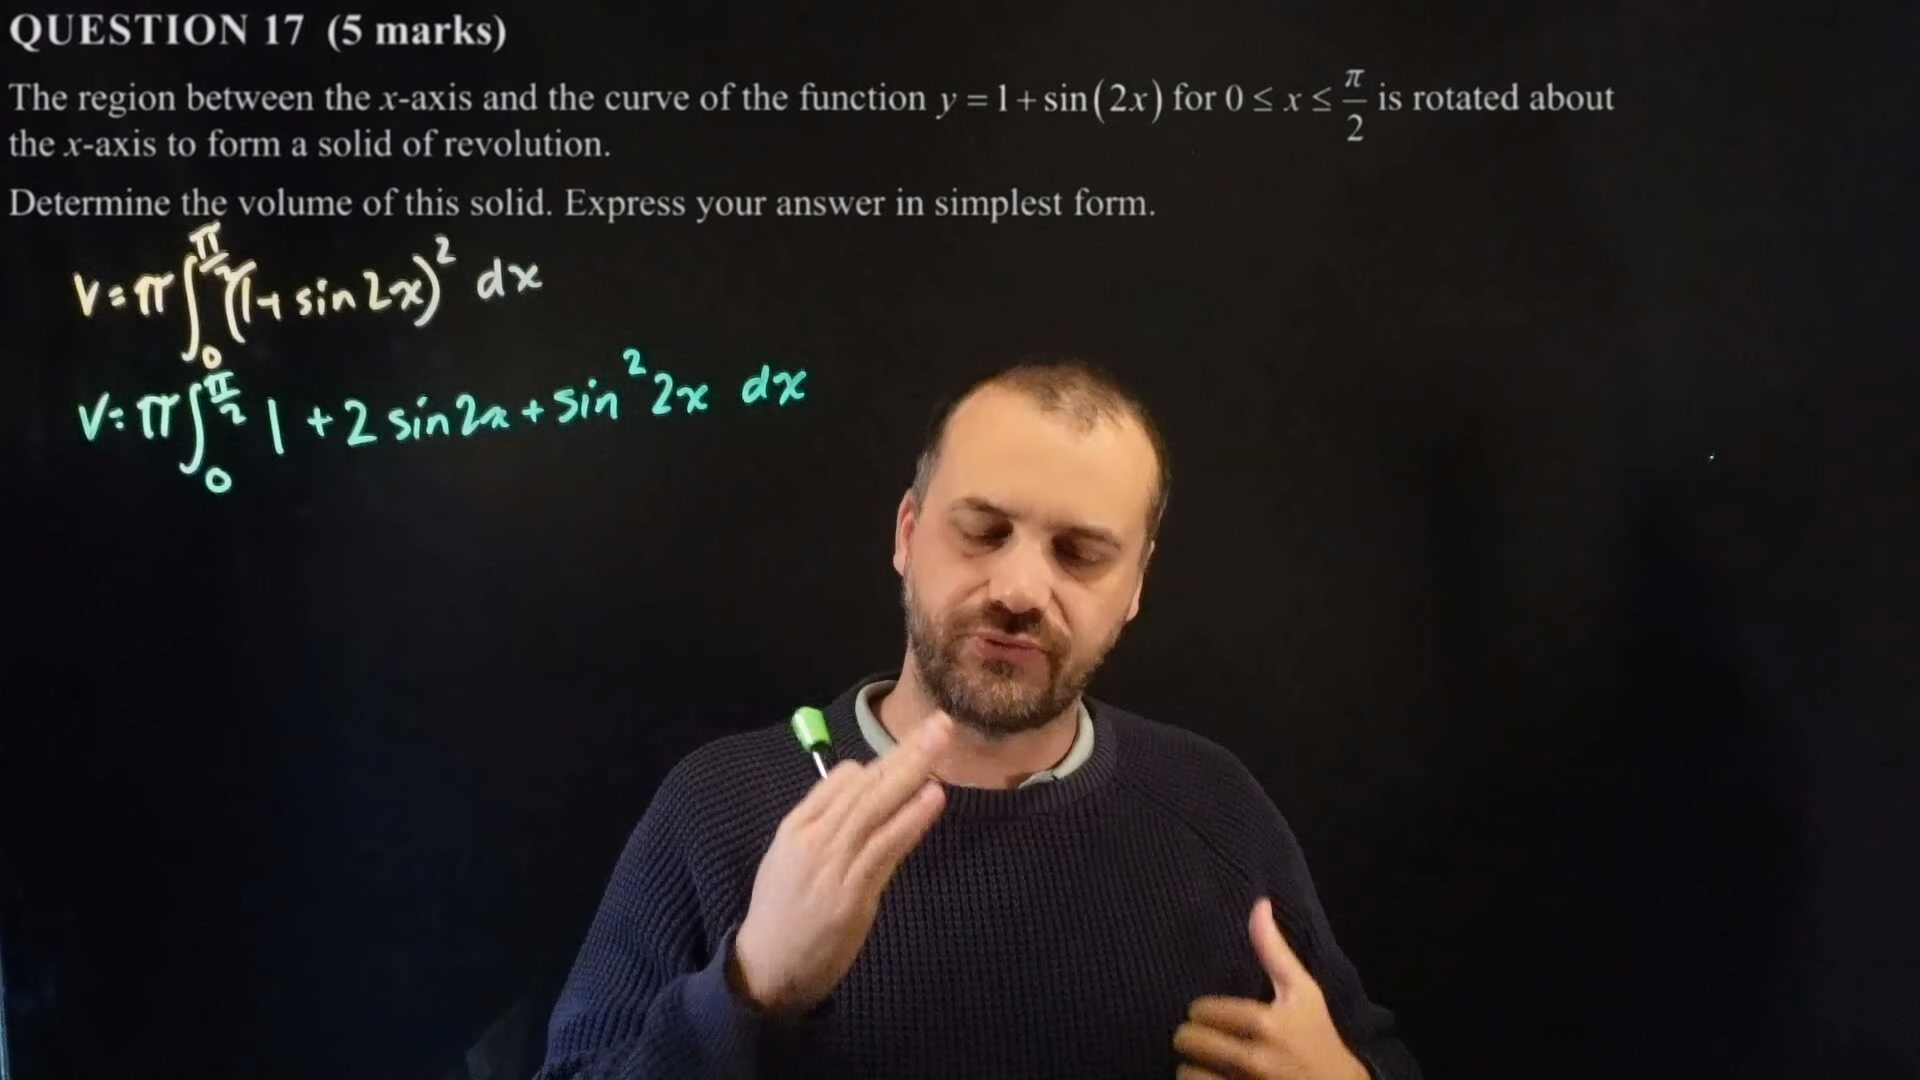 QUESTION 17 (5 marks)
The region between the x-axis and the curve of the function y = 1 + sin(2x) for 0 ≤ x ≤ π/2 is rotated about
the x-axis to form a solid of revolution.
Determine the volume of this solid. Express your answer in simplest form.
V = π∫₀^(π/2) (1 + sin 2x)² dx
V = π∫₀^(π/2) 1 + 2 sin 2x + sin² 2x dx